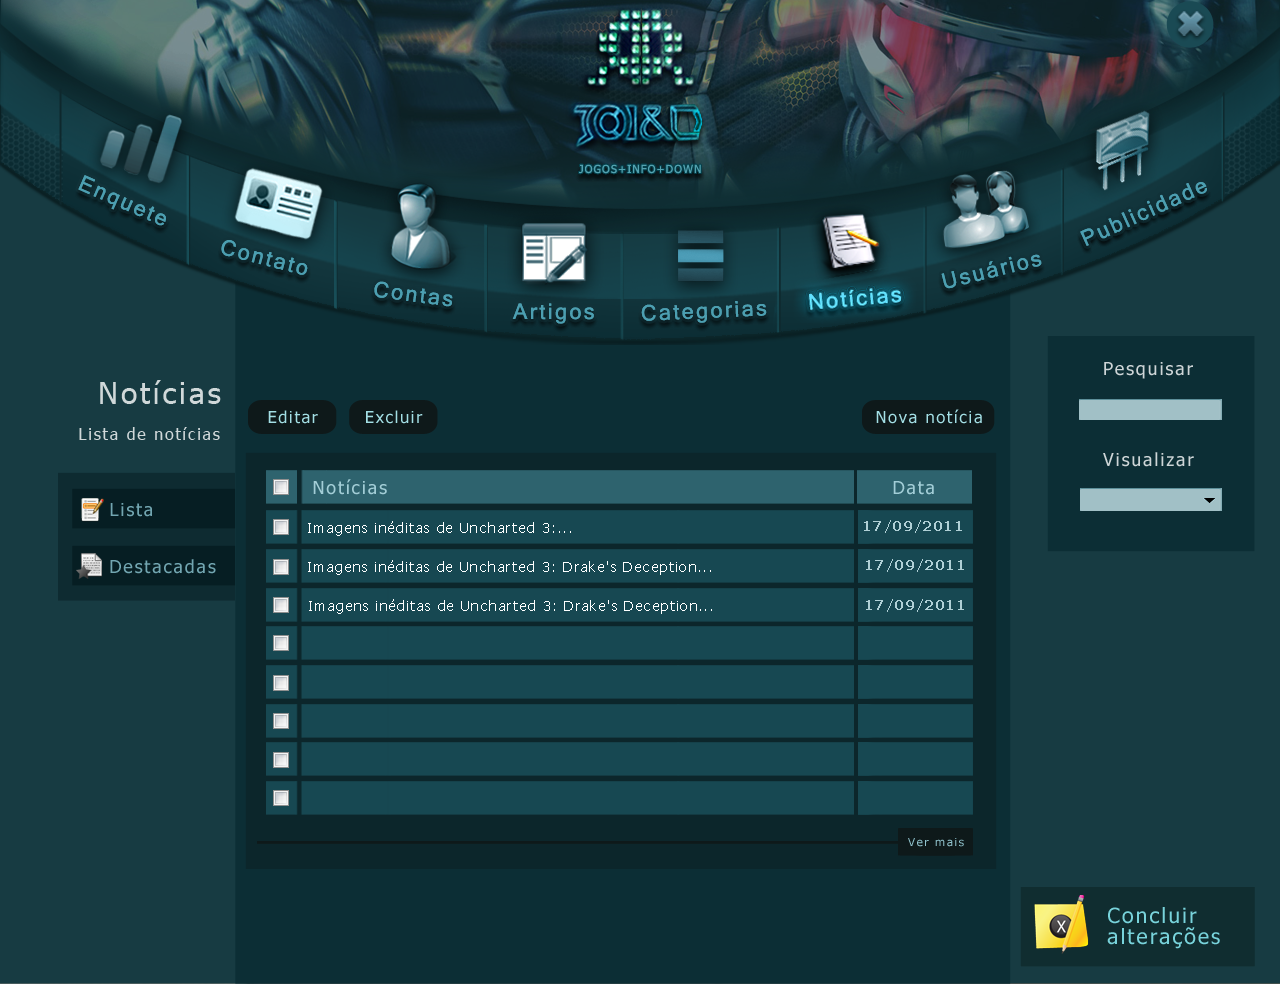 JOI&D
JOGOS+INFO+DOWN
Enquete
Contato
Contas
Artigos
Categorias
Notícias
Usuários
Publicidade
Notícias
Lista de notícias
Lista
Destacadas
Editar
Excluir
Nova notícia
Notícias
Data
Imagens inéditas de Uncharted 3:...
17/09/2011
Imagens inéditas de Uncharted 3: Drake's Deception...
17/09/2011
Imagens inéditas de Uncharted 3: Drake's Deception...
17/09/2011
Ver mais
Pesquisar
Visualizar
X
Concluir
alterações